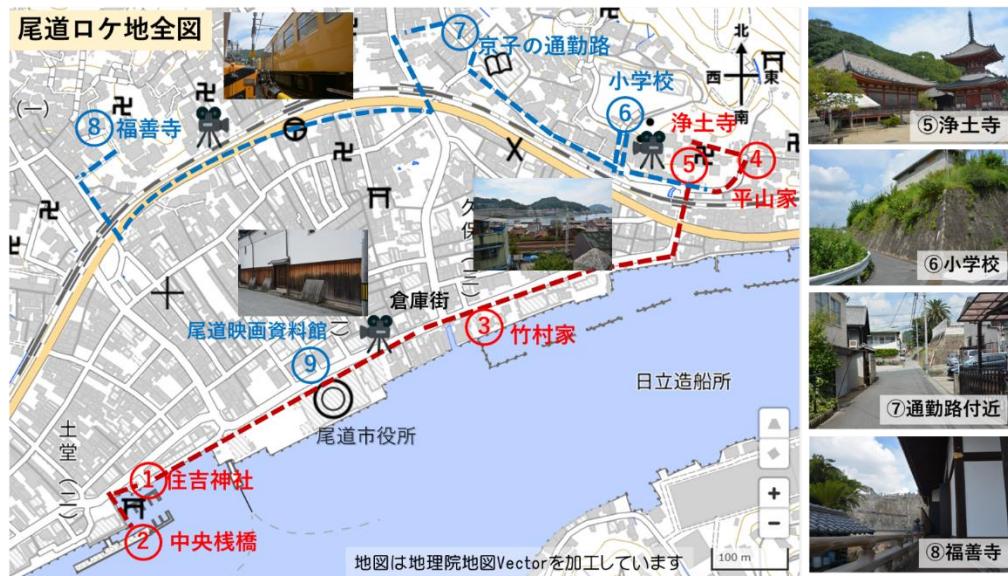 尾道ロケ地全図
⑦
京子の通勤路
小学校
⑥
北
西
東
南
浄土寺
⑤
④
平山家
⑧福善寺
(一)
久
保
(二)
倉庫街
尾道映画資料館
⑨
③
竹村家
日立造船所
尾道市役所
土堂(二)
①住吉神社
②
中央桟橋
地図は地理院地図Vectorを加工しています
+
−
100 m
⑤浄土寺
⑥小学校
⑦通勤路付近
⑧福善寺